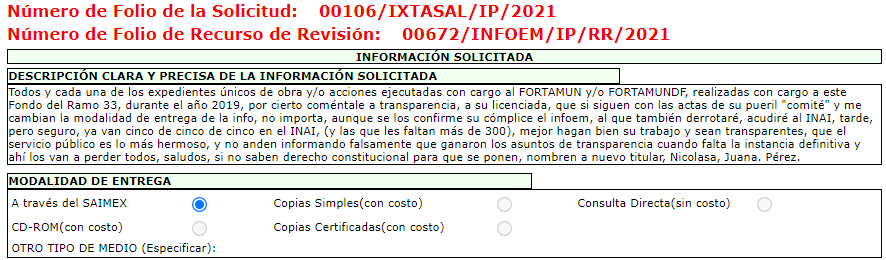 Número de Folio de la Solicitud: 00106/IXTASAL/IP/2021
Número de Folio de Recurso de Revisión: 00672/INFOEM/IP/RR/2021
INFORMACIÓN SOLICITADA
DESCRIPCIÓN CLARA Y PRECISA DE LA INFORMACIÓN SOLICITADA
Todos y cada una de los expedientes únicos de obra y/o acciones ejecutadas con cargo al FORTAMUN y/o FORTAMUNDF, realizadas con cargo a este
Fondo del Ramo 33, durante el año 2019, por cierto coméntale a transparencia, a su licenciada, que si siguen con las actas de su pueril "comité" y me
cambian la modalidad de entrega de la info, no importa, aunque se los confirme su cómplice el infoem, al que también derrotaré, acudiré al INAI, tarde,
pero seguro, ya van cinco de cinco de cinco en el INAI, (y las que les faltan más de 300), mejor hagan bien su trabajo y sean transparentes, que el
servicio público es lo más hermoso, y no anden informando falsamente que ganaron los asuntos de transparencia cuando falta la instancia definitiva y
ahí los van a perder todos, saludos, si no saben derecho constitucional para que se ponen, nombren a nuevo titular, Nicolasa, Juana. Pérez.
MODALIDAD DE ENTREGA
A través del SAIMEX Copias Simples(con costo) Consulta Directa(sin costo)
CD-ROM(con costo) Copias Certificadas(con costo)
OTRO TIPO DE MEDIO (Especificar):